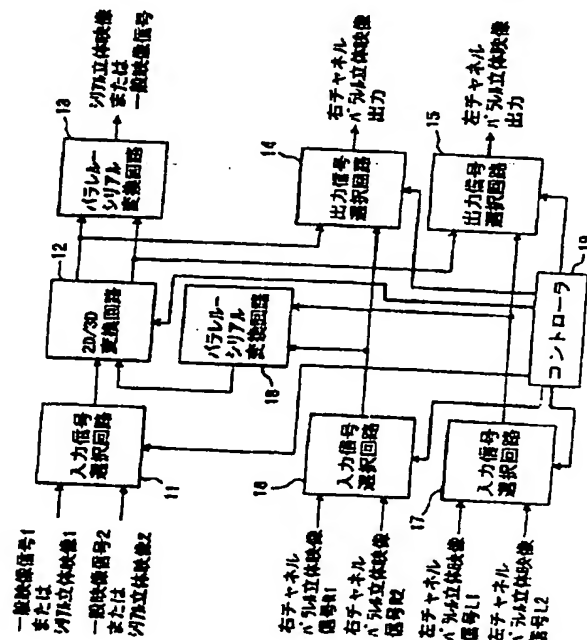 一般映像信号1
または
シリアル立体映像1
一般映像信号2
または
シリアル立体映像2
入力信号
選択回路
11
2D/3D
変換回路
12
パラレルー
シリアル
変換回路
13
シリアル立体映像
または
一般映像信号
パラレルー
シリアル
変換回路
18
右チャネル
パラレル立体映像
信号R1
右チャネル
パラレル立体映像
信号R2
入力信号
選択回路
16
出力信号
選択回路
14
右チャネル
パラレル立体映像
出力
左チャネル
パラレル立体映像
信号L1
左チャネル
パラレル立体映像
信号L2
入力信号
選択回路
17
出力信号
選択回路
15
左チャネル
パラレル立体映像
出力
コントローラ
19